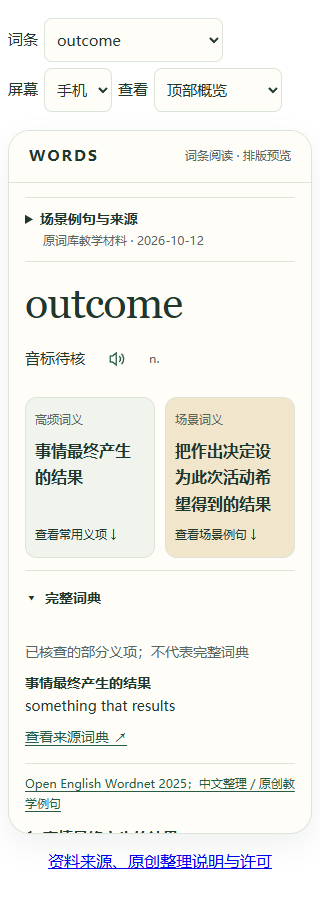 词条 outcome
屏幕 手机 查看 顶部概览
WORDS 词条阅读 · 排版预览
▶ 场景例句与来源
原词库教学材料 · 2026-10-12
outcome
音标待核 n.
高频词义
事情最终产生
的结果
查看常用义项 ↓
场景词义
把作出决定设
为此次活动希
望得到的结果
查看场景例句 ↓
▼ 完整词典
已核查的部分义项；不代表完整词典
事情最终产生的结果
something that results
查看来源词典 ↗
Open English Wordnet 2025；中文整理 / 原创教
学例句
资料来源、原创整理说明与许可